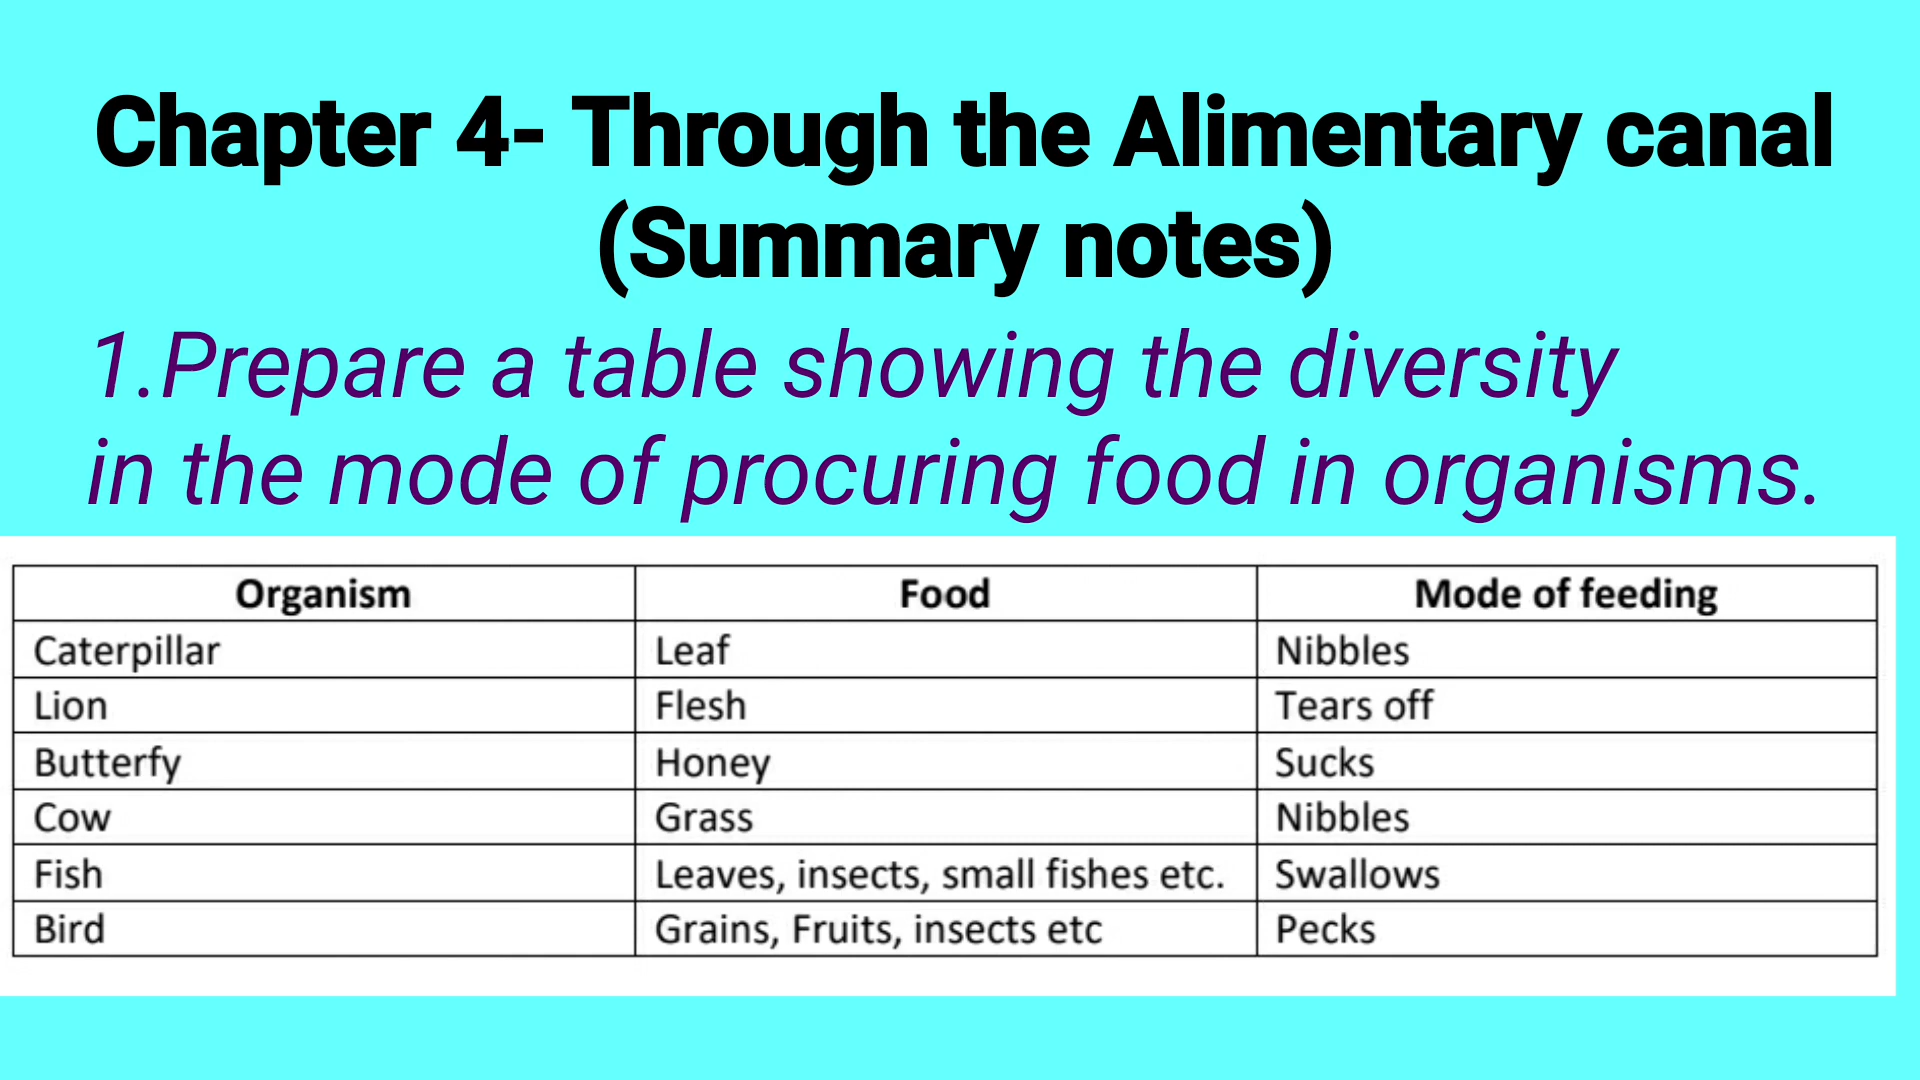 Chapter 4- Through the Alimentary canal
(Summary notes)
1.Prepare a table showing the diversity
in the mode of procuring food in organisms.
Organism Food Mode of feeding
Caterpillar Leaf Nibbles
Lion Flesh Tears off
Butterfy Honey Sucks
Cow Grass Nibbles
Fish Leaves, insects, small fishes etc. Swallows
Bird Grains, Fruits, insects etc Pecks